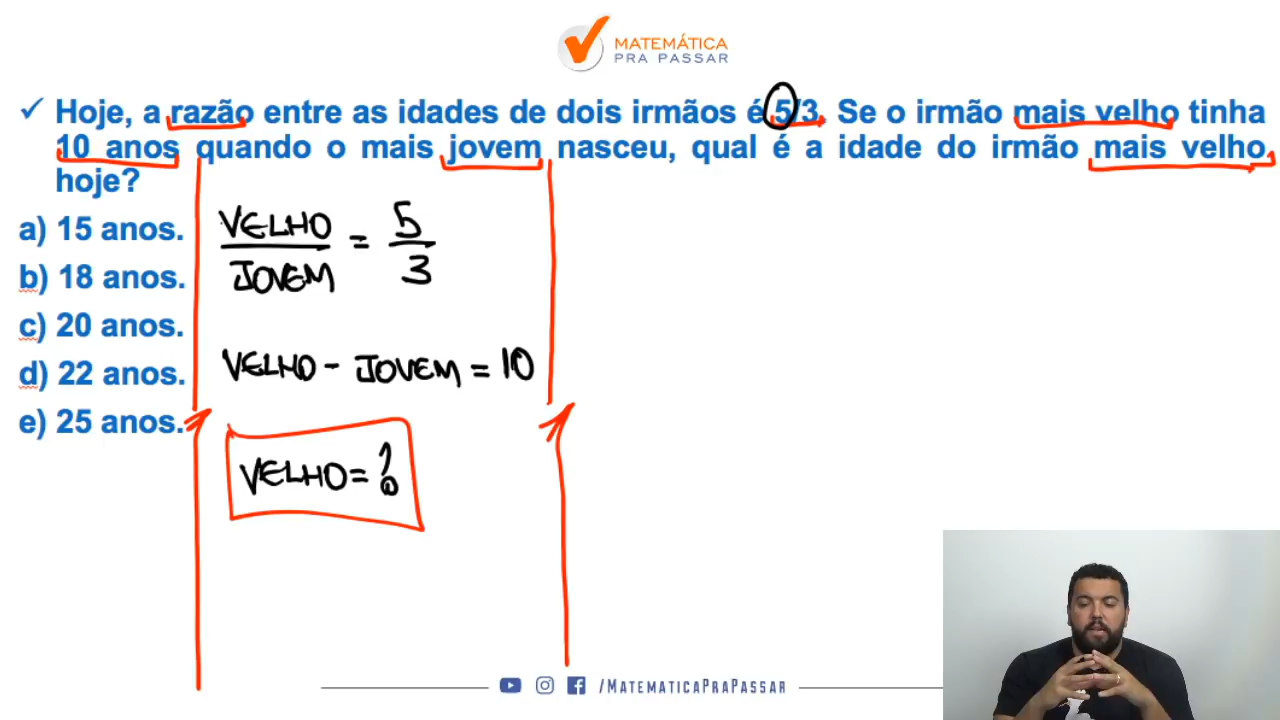 MATEMÁTICA
PRA PASSAR
✓ Hoje, a razão entre as idades de dois irmãos é 5/3. Se o irmão mais velho tinha
10 anos quando o mais jovem nasceu, qual é a idade do irmão mais velho
hoje?
a) 15 anos.
b) 18 anos.
c) 20 anos.
d) 22 anos.
e) 25 anos.
VELHO = 5
JOVEM 3
VELHO - JOVEM = 10
VELHO = ?
/MATEMATICAPRAPASSAR